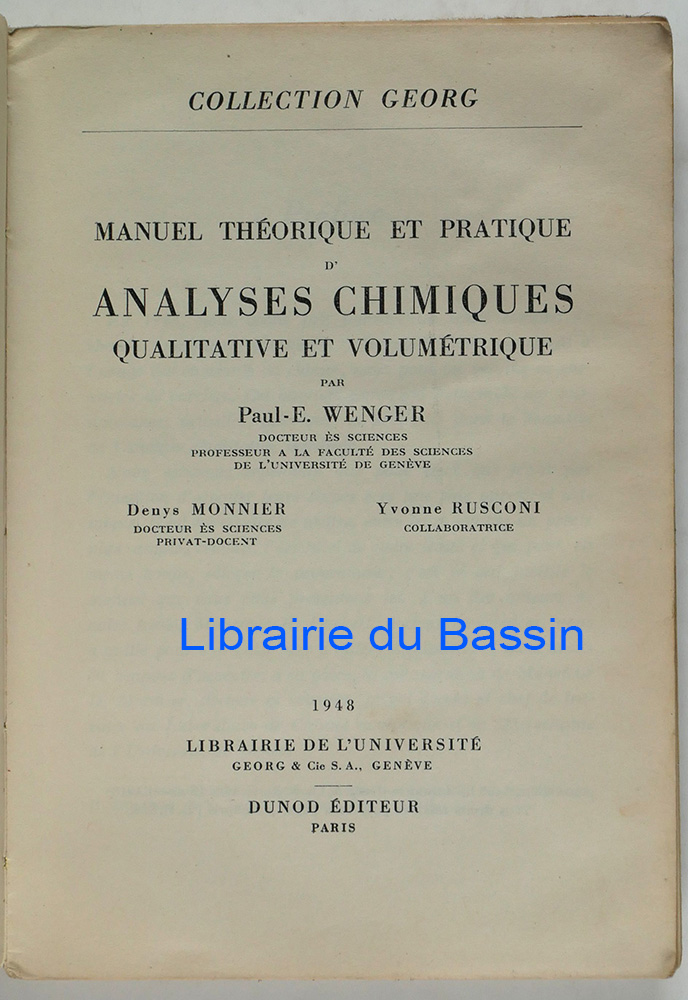 COLLECTION GEORG
MANUEL THÉORIQUE ET PRATIQUE
D'
ANALYSES CHIMIQUES
QUALITATIVE ET VOLUMÉTRIQUE
PAR
Paul-E. WENGER
DOCTEUR ÈS SCIENCES
PROFESSEUR A LA FACULTÉ DES SCIENCES
DE L'UNIVERSITÉ DE GENÈVE
Denys MONNIER Yvonne RUSCONI
DOCTEUR ÈS SCIENCES COLLABORATRICE
PRIVAT-DOCENT
Librairie du Bassin
1948
LIBRAIRIE DE L'UNIVERSITÉ
GEORG & Cie S. A., GENÈVE
DUNOD ÉDITEUR
PARIS